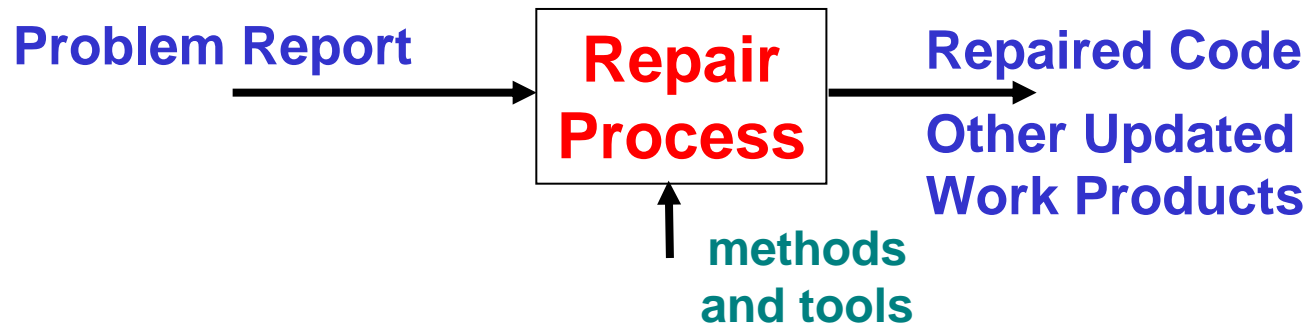 Problem Report
Repair
Process
Repaired Code
Other Updated
Work Products
methods
and tools